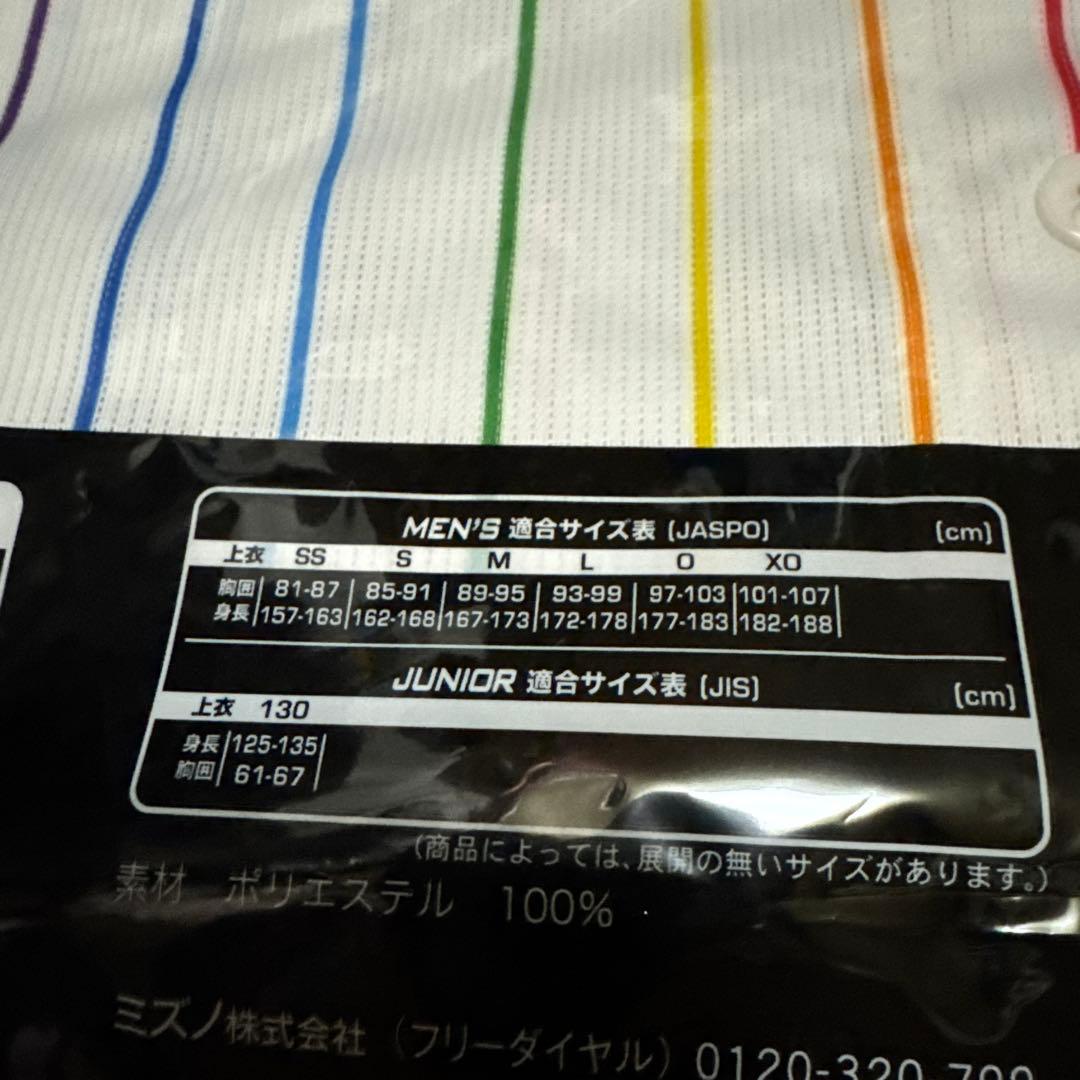 MEN'S 適合サイズ表 (JASPO) (cm)
上衣 SS S M L O XO
胸囲 81-87 85-91 89-95 93-99 97-103 101-107
身長 157-163 162-168 167-173 172-178 177-183 182-188
JUNIOR 適合サイズ表 (JIS) (cm)
上衣 130
身長 125-135
胸囲 61-67
(商品によっては、展開の無いサイズがあります。)
素材 ポリエステル 100%
ミズノ株式会社 (フリーダイヤル) 0120-320-799